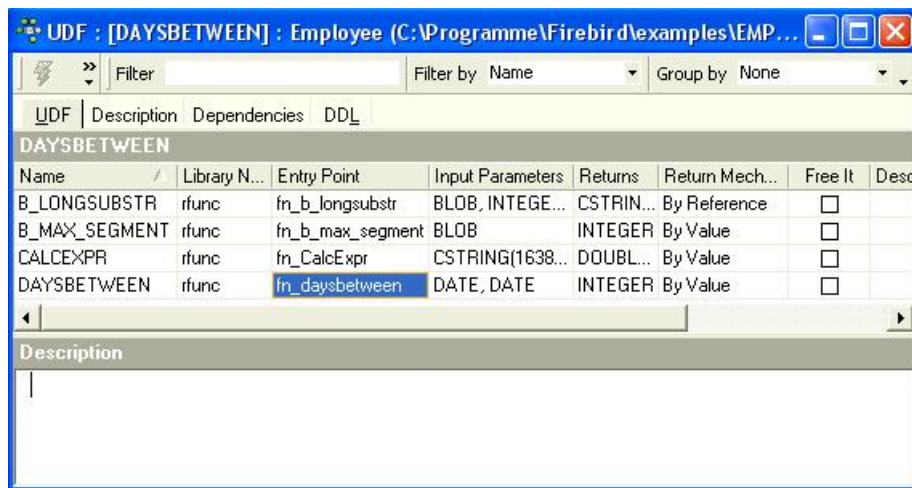 UDF : [DAYSBETWEEN] : Employee (C:\Programme\Firebird\examples\EMP...
Filter Filter by Name Group by None
UDF Description Dependencies DDL
DAYSBETWEEN
Name Library N... Entry Point Input Parameters Returns Return Mech... Free It Desc
B_LONGSUBSTR rfunc fn_b_longsubstr BLOB, INTEGE... CSTRIN... By Reference
B_MAX_SEGMENT rfunc fn_b_max_segment BLOB INTEGER By Value
CALCEXPR rfunc fn_CalcExpr CSTRING(1638... DOUBL... By Value
DAYSBETWEEN rfunc fn_daysbetween DATE, DATE INTEGER By Value
Description